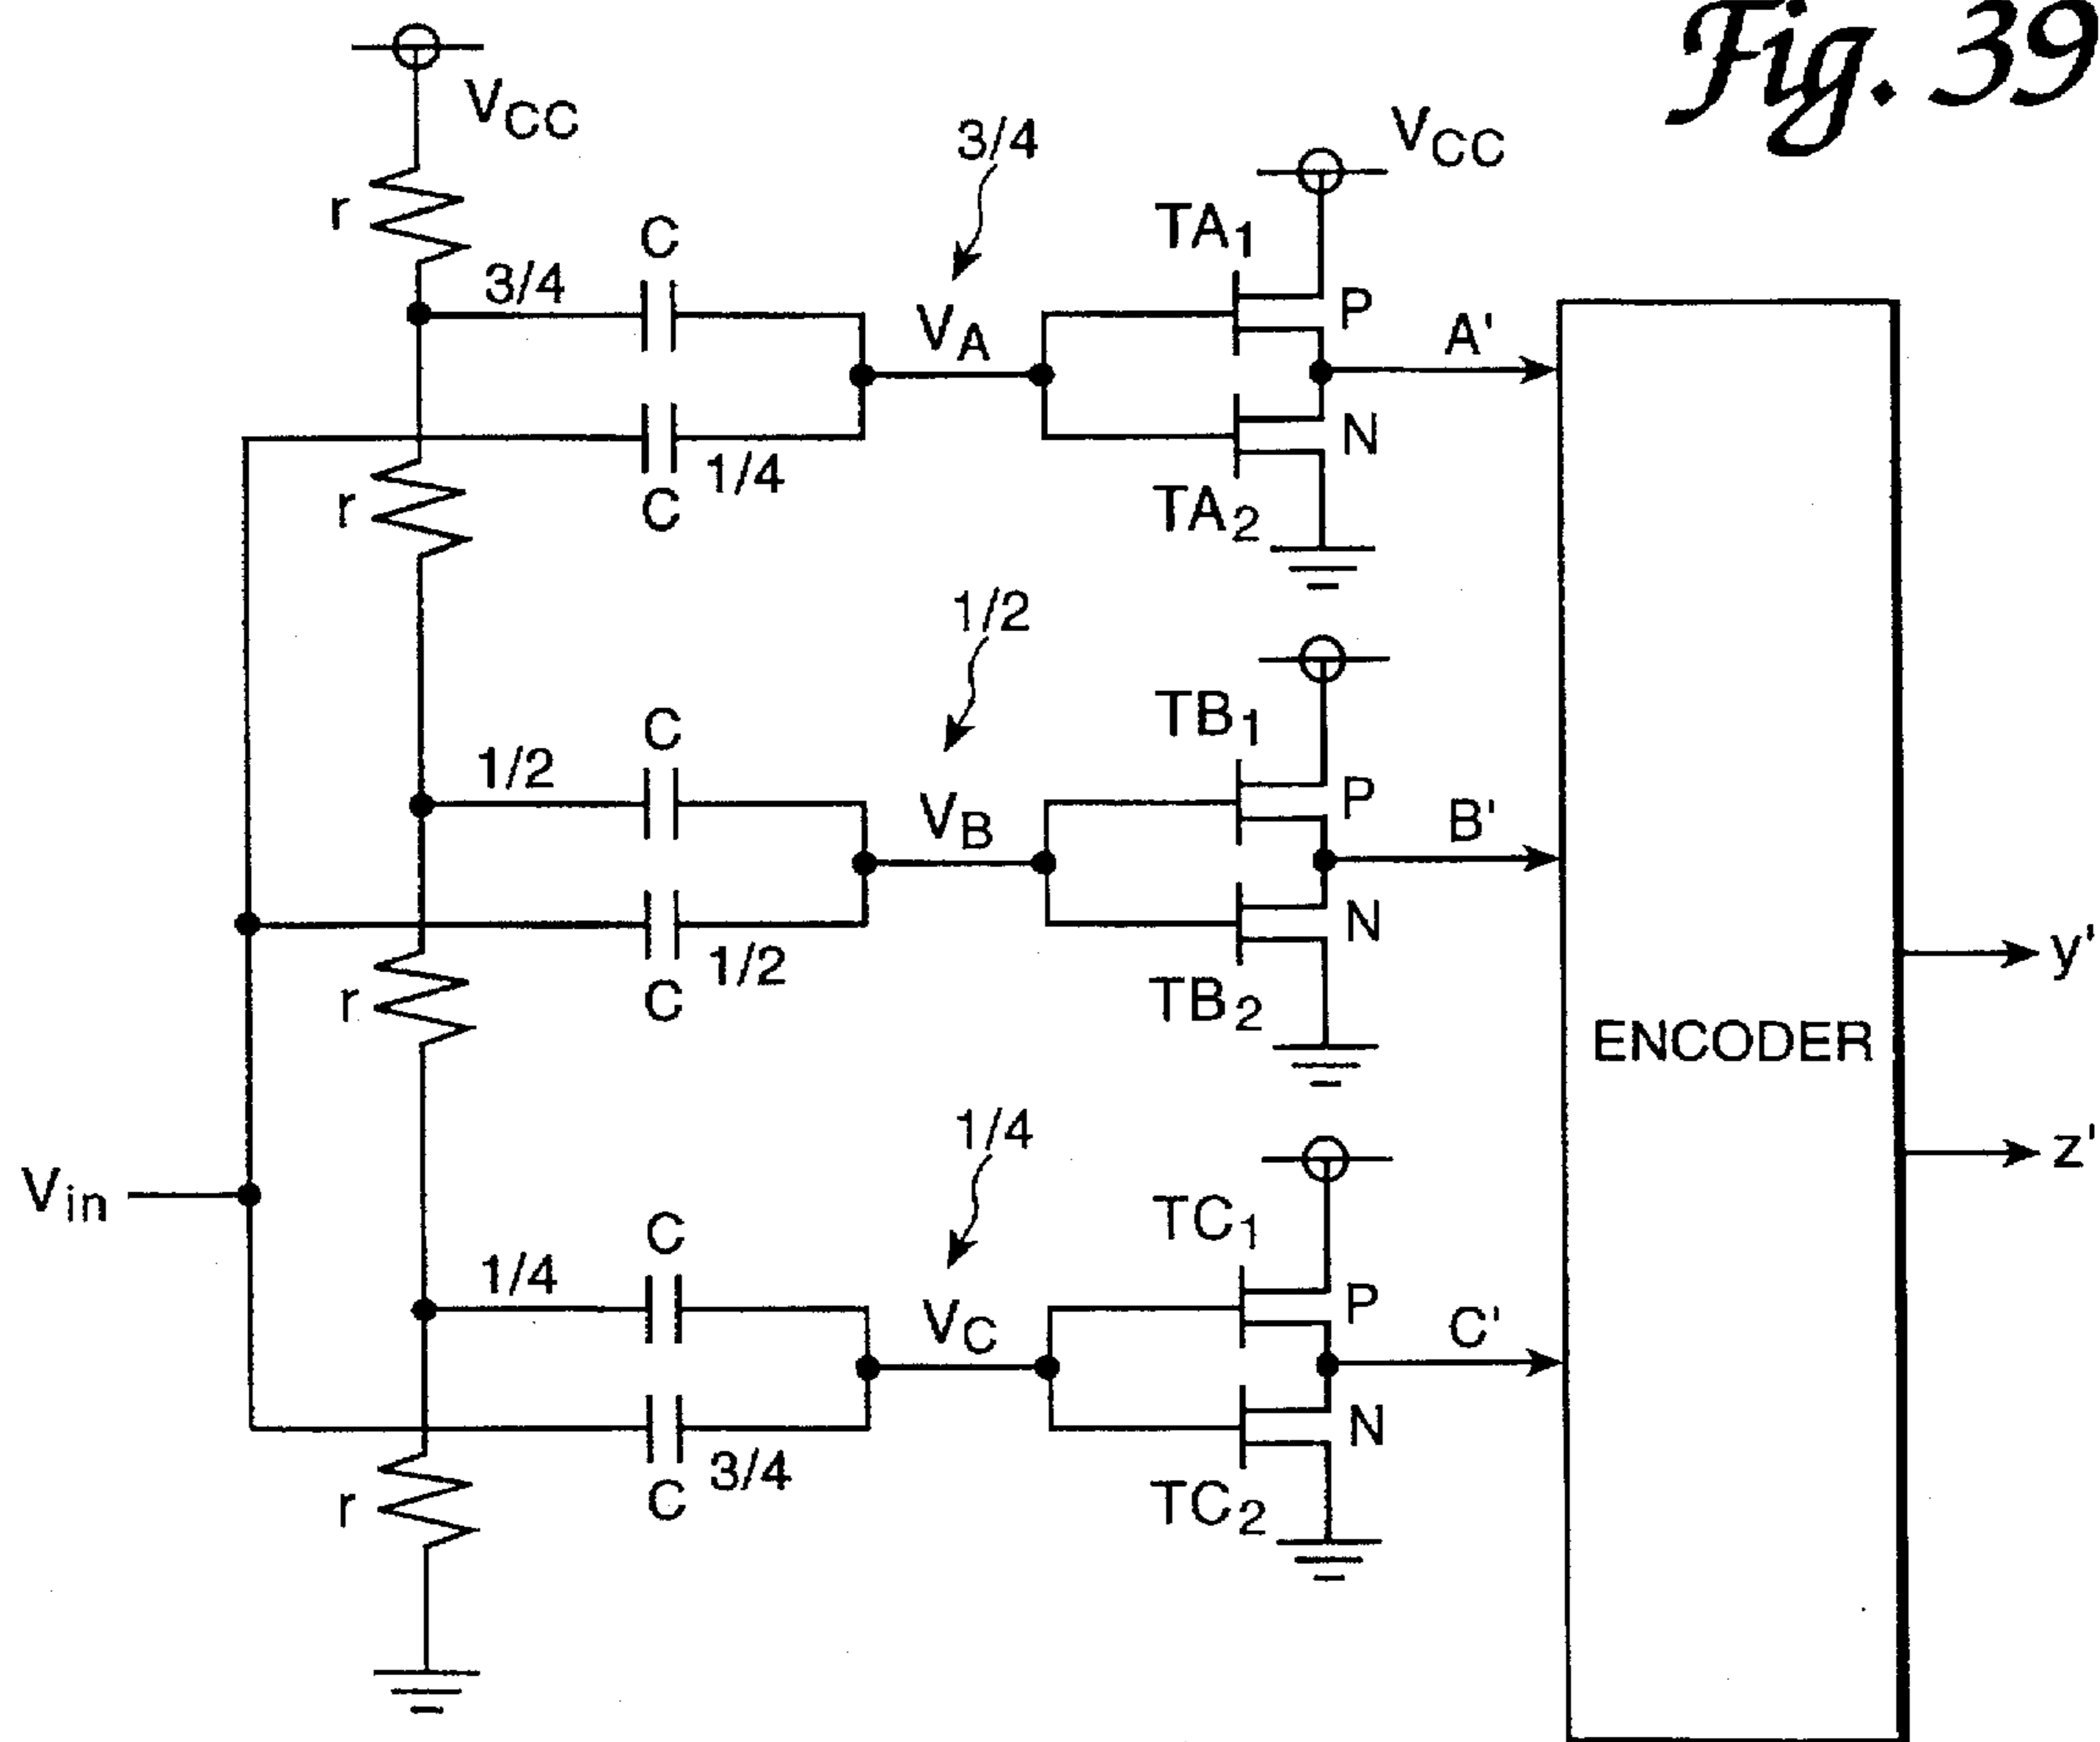 Fig. 39
VCC
3/4
VCC
r
C
TA1
3/4
P
VA
A'
N
1/4
r
C
TA2
1/2
C
TB1
1/2
P
VB
B'
N
1/2
r
C
TB2
y'
ENCODER
1/4
z'
Vin
C
TC1
1/4
P
VC
C'
N
3/4
r
C
TC2